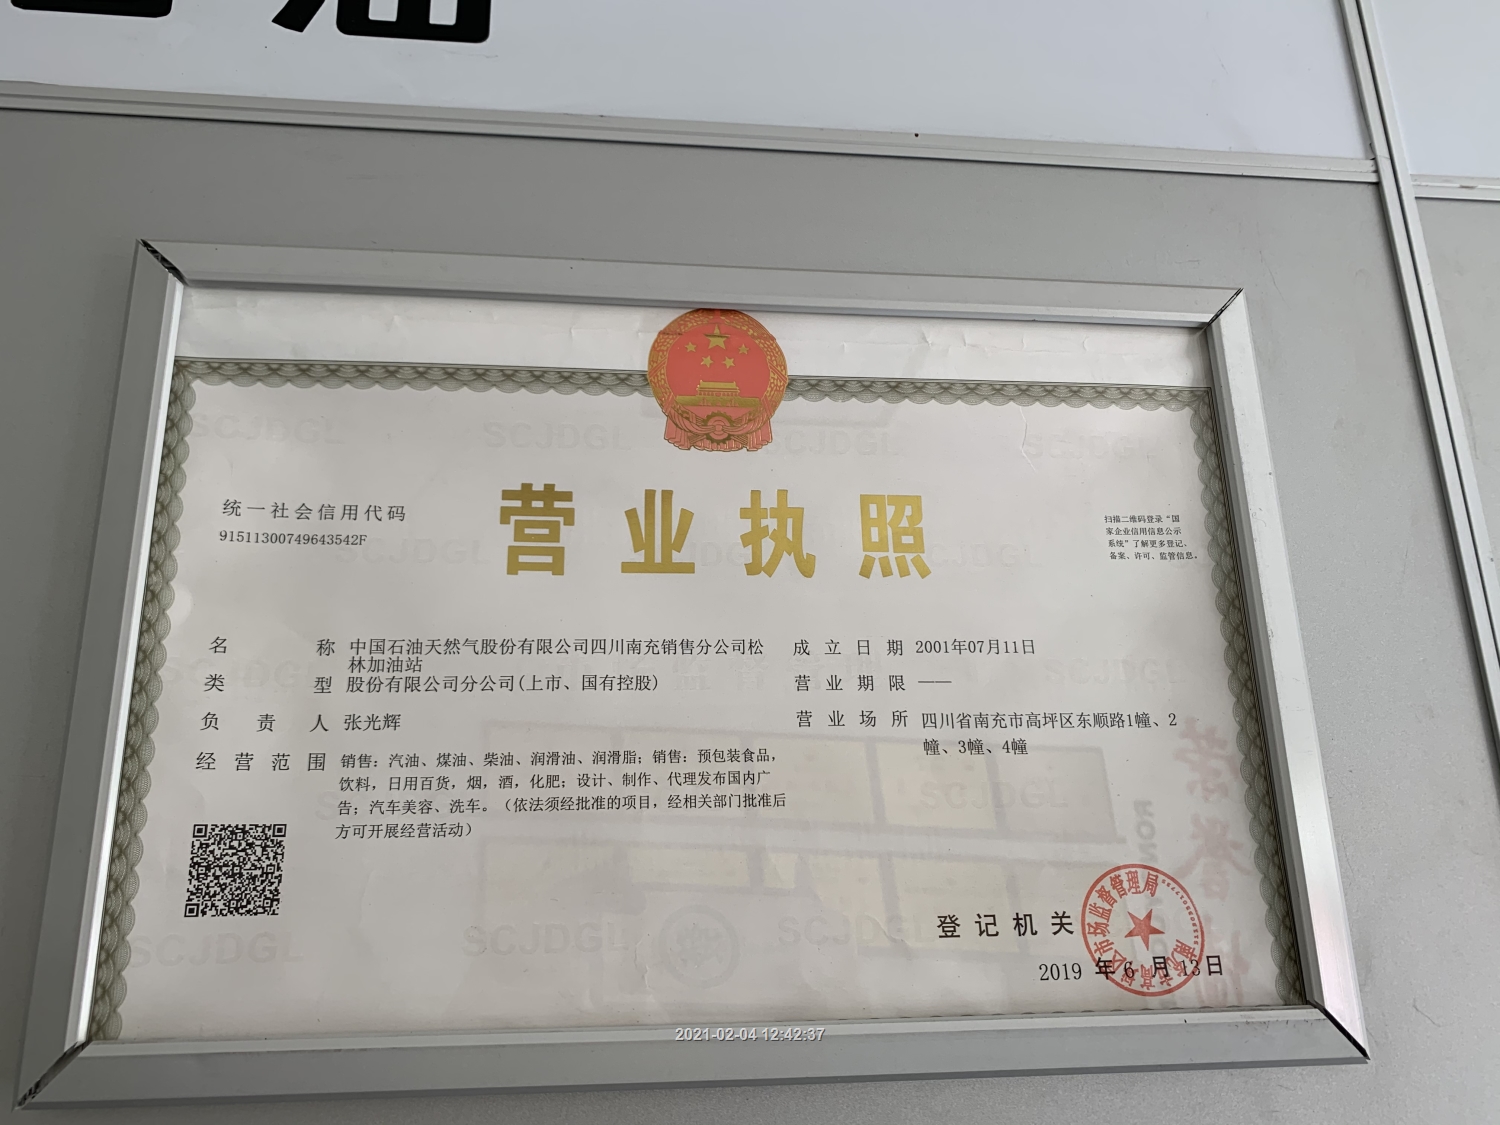 油
营业执照
统一社会信用代码
91511300749643542F
扫描二维码登录“国
家企业信用信息公示
系统”了解更多登记、
备案、许可、监管信息。
名称 中国石油天然气股份有限公司四川南充销售分公司松
林加油站
类型 股份有限公司分公司(上市、国有控股)
负责人 张光辉
经营范围 销售：汽油、煤油、柴油、润滑油、润滑脂；销售：预包装食品，
饮料，日用百货，烟，酒，化肥；设计、制作、代理发布国内广
告；汽车美容、洗车。（依法须经批准的项目，经相关部门批准后
方可开展经营活动）
成立日期 2001年07月11日
营业期限 ——
营业场所 四川省南充市高坪区东顺路1幢、2
幢、3幢、4幢
登记机关
2019 年 6 月 13 日
SCJDGL
2021-02-04 12:42:37